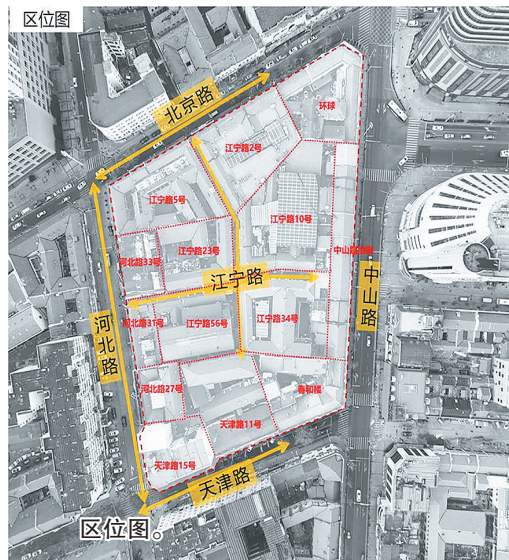 区位图
北京路
环球
江宁路2号
江宁路5号
江宁路10号
江宁路23号
河北路33号
江宁路
中山路
河北路
河北路31号
江宁路56号
江宁路34号
河北路27号
春和楼
天津路11号
天津路15号
天津路
区位图。